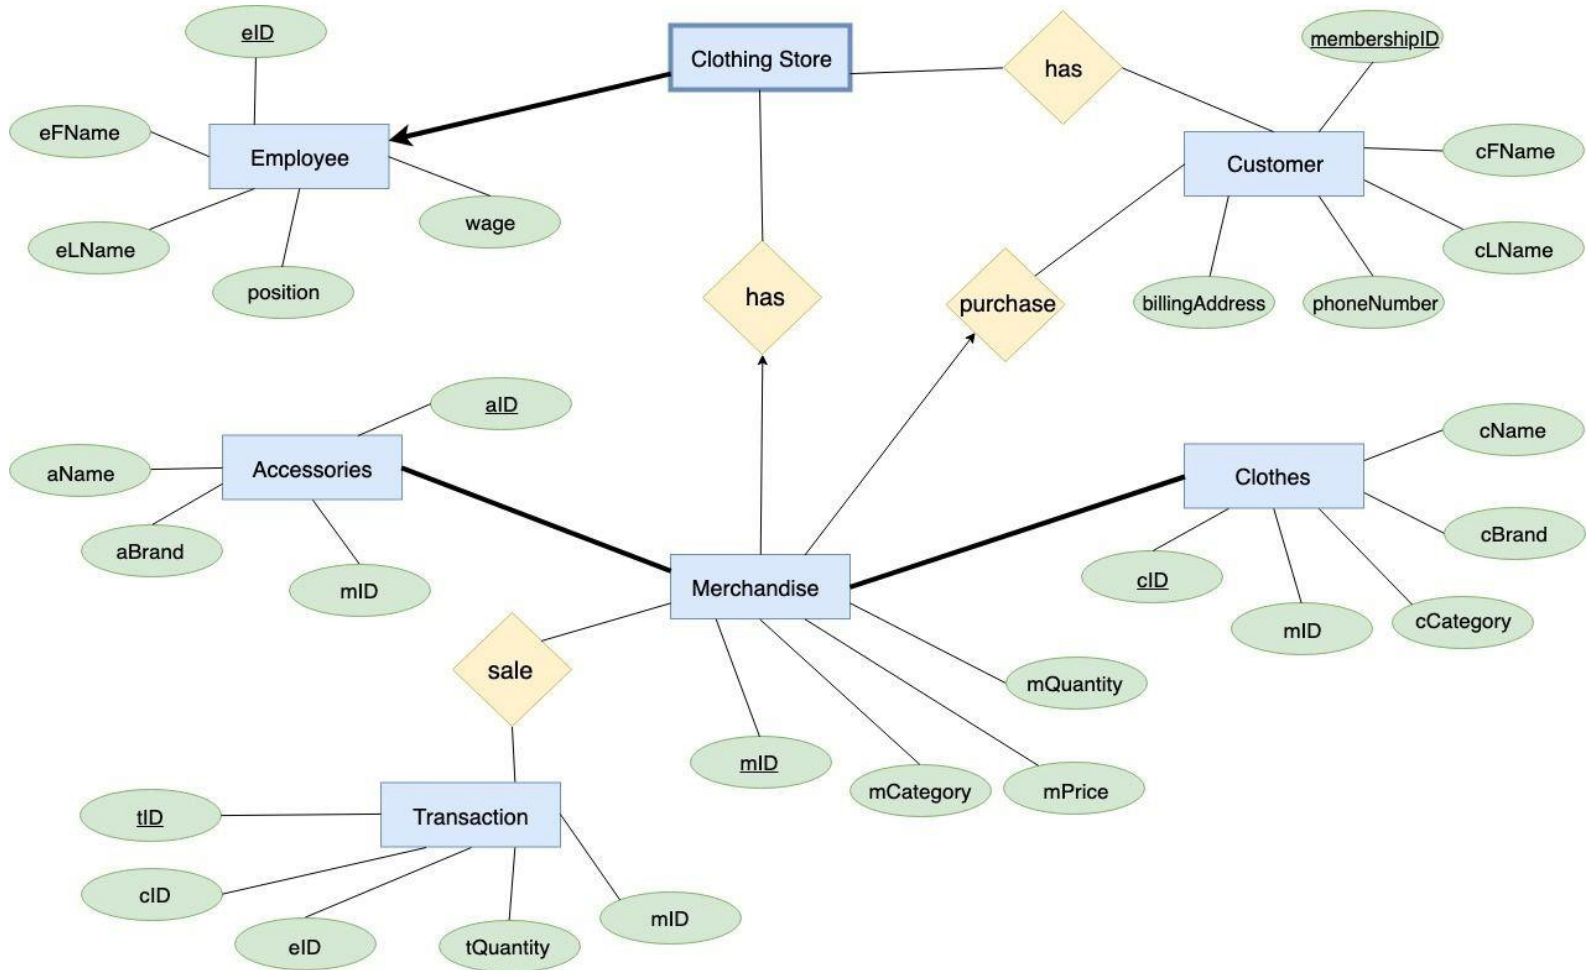 eID
Clothing Store
has
membershipID
eFName
Employee
cFName
Customer
wage
eLName
cLName
position
has
purchase
billingAddress
phoneNumber
aID
cName
aName
Accessories
Clothes
aBrand
cBrand
mID
Merchandise
cID
mID
cCategory
sale
mQuantity
mID
mCategory
mPrice
tID
Transaction
cID
mID
eID
tQuantity